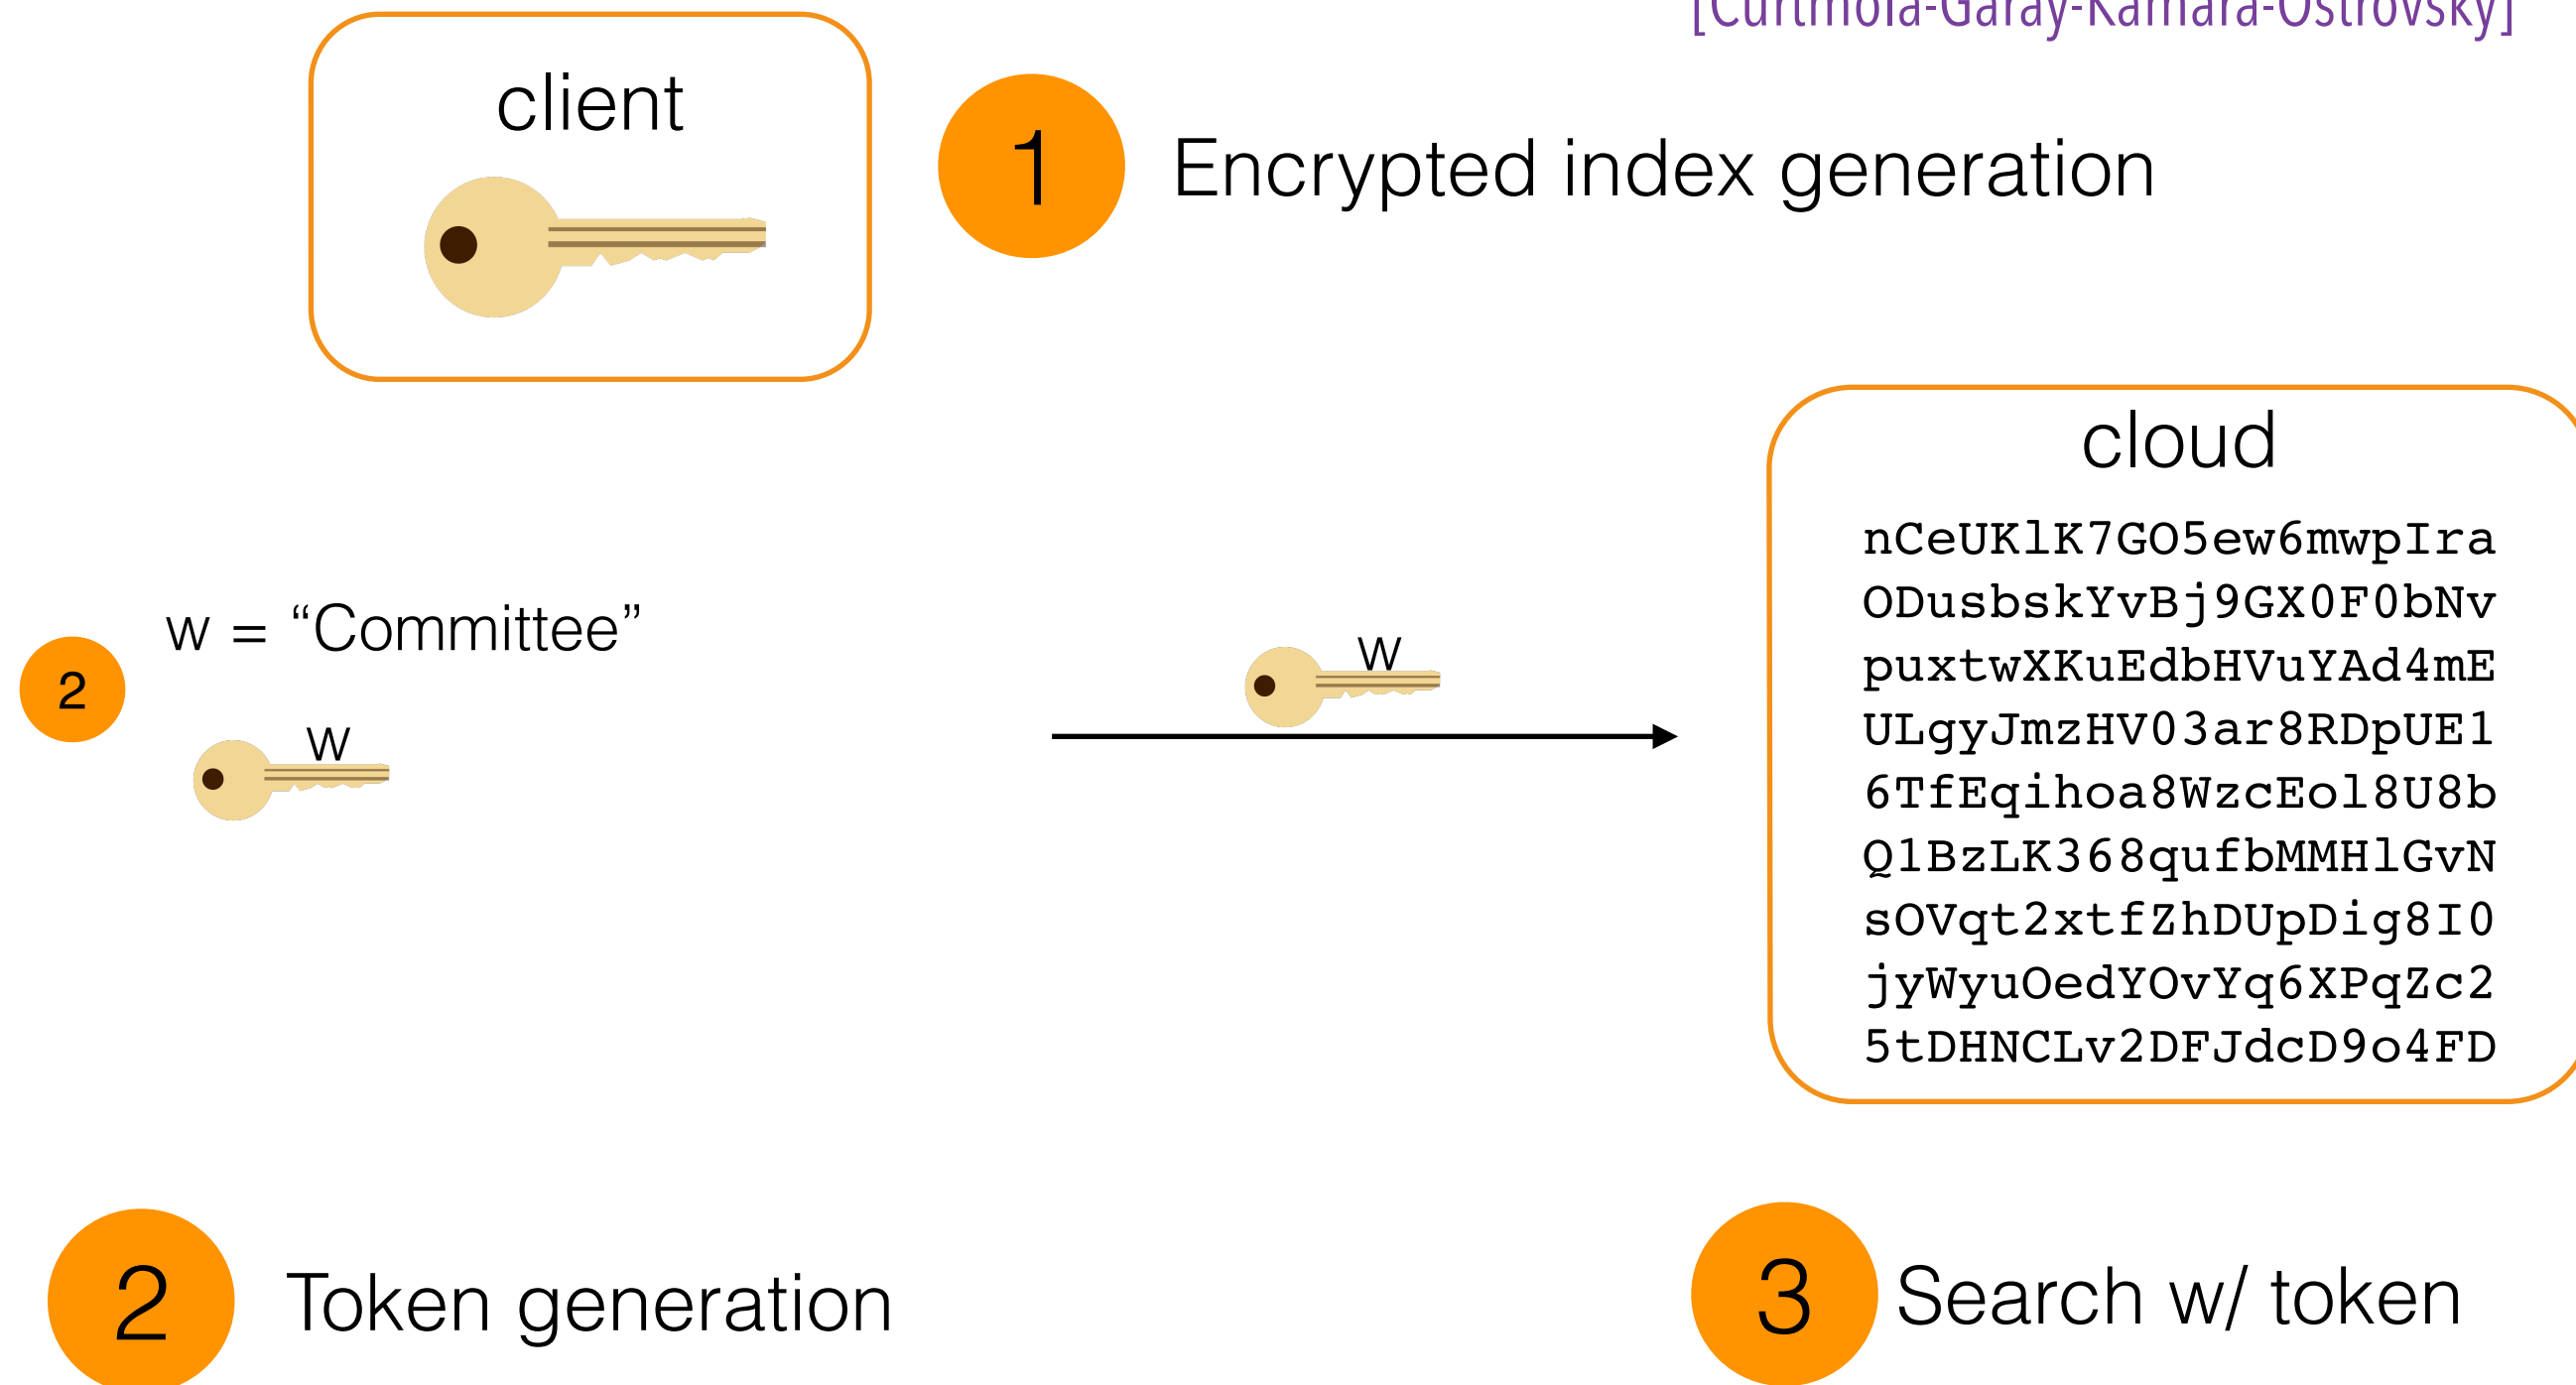 [Curtmola-Garay-Kamara-Ostrovsky]
client
1
Encrypted index generation
cloud
nCeUKlK7GO5ew6mwpIra
ODusbskYvBj9GX0F0bNv
puxtwXKuEdbHVuYAd4mE
ULgyJmzHV03ar8RDpUE1
6TfEqihoa8WzcEol8U8b
Q1BzLK368qufbMMHlGvN
sOVqt2xtfZhDUpDig8I0
jyWyuOedYOvYq6XPqZc2
5tDHNCLv2DFJdcD9o4FD
w = “Committee”
2
w
w
2
Token generation
3
Search w/ token